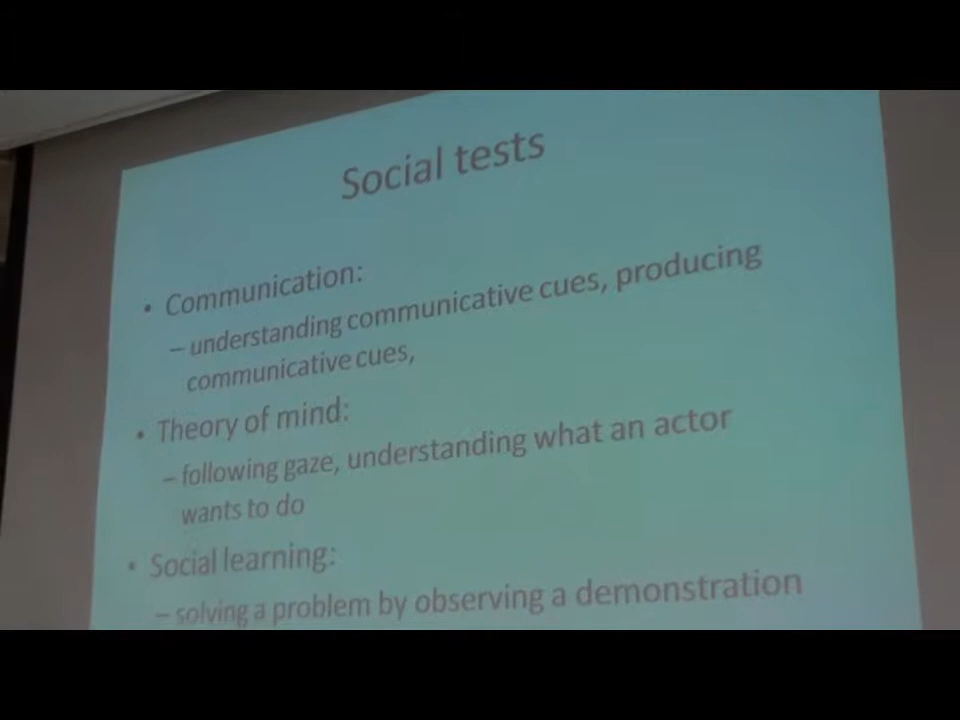 Social tests
• Communication:
– understanding communicative cues, producing
communicative cues,
• Theory of mind:
– following gaze, understanding what an actor
wants to do
• Social learning:
– solving a problem by observing a demonstration